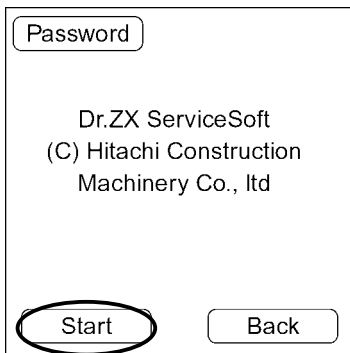 Password
Dr.ZX ServiceSoft
(C) Hitachi Construction
Machinery Co., ltd
Start
Back